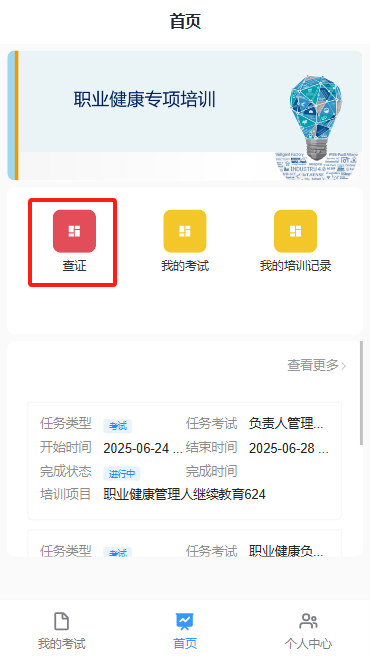 首页
职业健康专项培训
INDUSTRY 4.0
查证
我的考试
我的培训记录
查看更多
任务类型 考试 任务考试 负责人管理...
开始时间 2025-06-24 ... 结束时间 2025-06-28 ...
完成状态 进行中 完成时间
培训项目 职业健康管理人继续教育624
任务类型 考试 任务考试 职业健康负...
我的考试
首页
个人中心